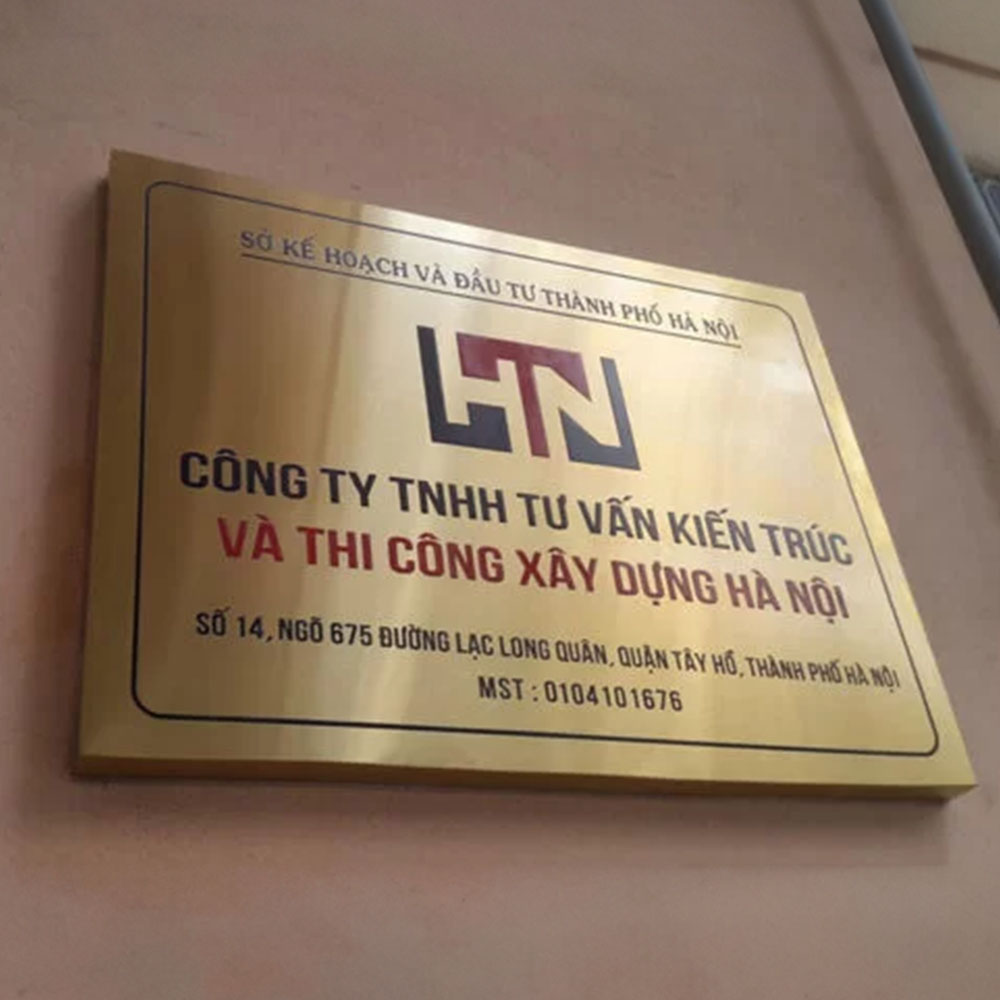 SỞ KẾ HOẠCH VÀ ĐẦU TƯ THÀNH PHỐ HÀ NỘI
HTN
CÔNG TY TNHH TƯ VẤN KIẾN TRÚC
VÀ THI CÔNG XÂY DỰNG HÀ NỘI
SỐ 14, NGÕ 675 ĐƯỜNG LẠC LONG QUÂN, QUẬN TÂY HỒ, THÀNH PHỐ HÀ NỘI
MST : 0104101676